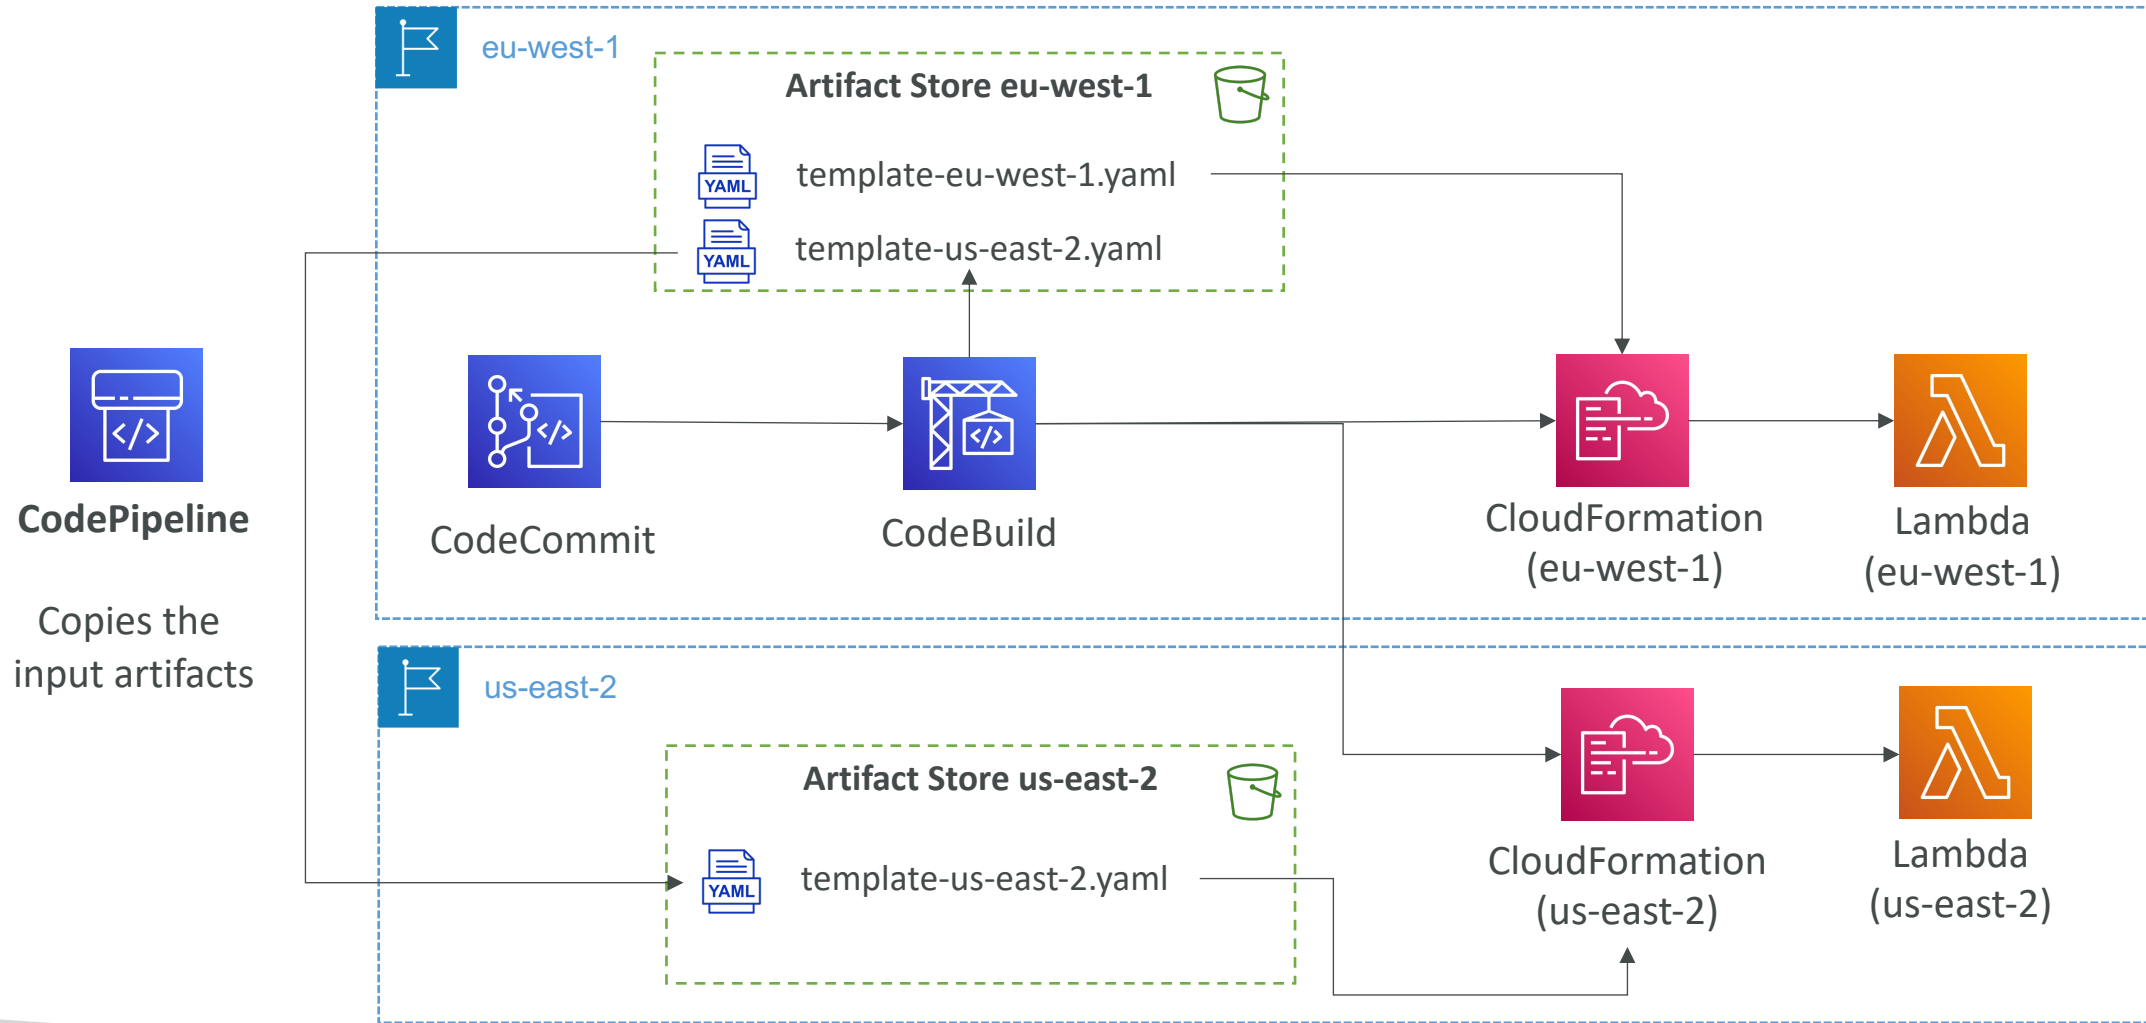 eu-west-1
Artifact Store eu-west-1
YAML
template-eu-west-1.yaml
YAML
template-us-east-2.yaml
CodePipeline
Copies the
input artifacts
CodeCommit
CodeBuild
CloudFormation
(eu-west-1)
Lambda
(eu-west-1)
us-east-2
Artifact Store us-east-2
YAML
template-us-east-2.yaml
CloudFormation
(us-east-2)
Lambda
(us-east-2)